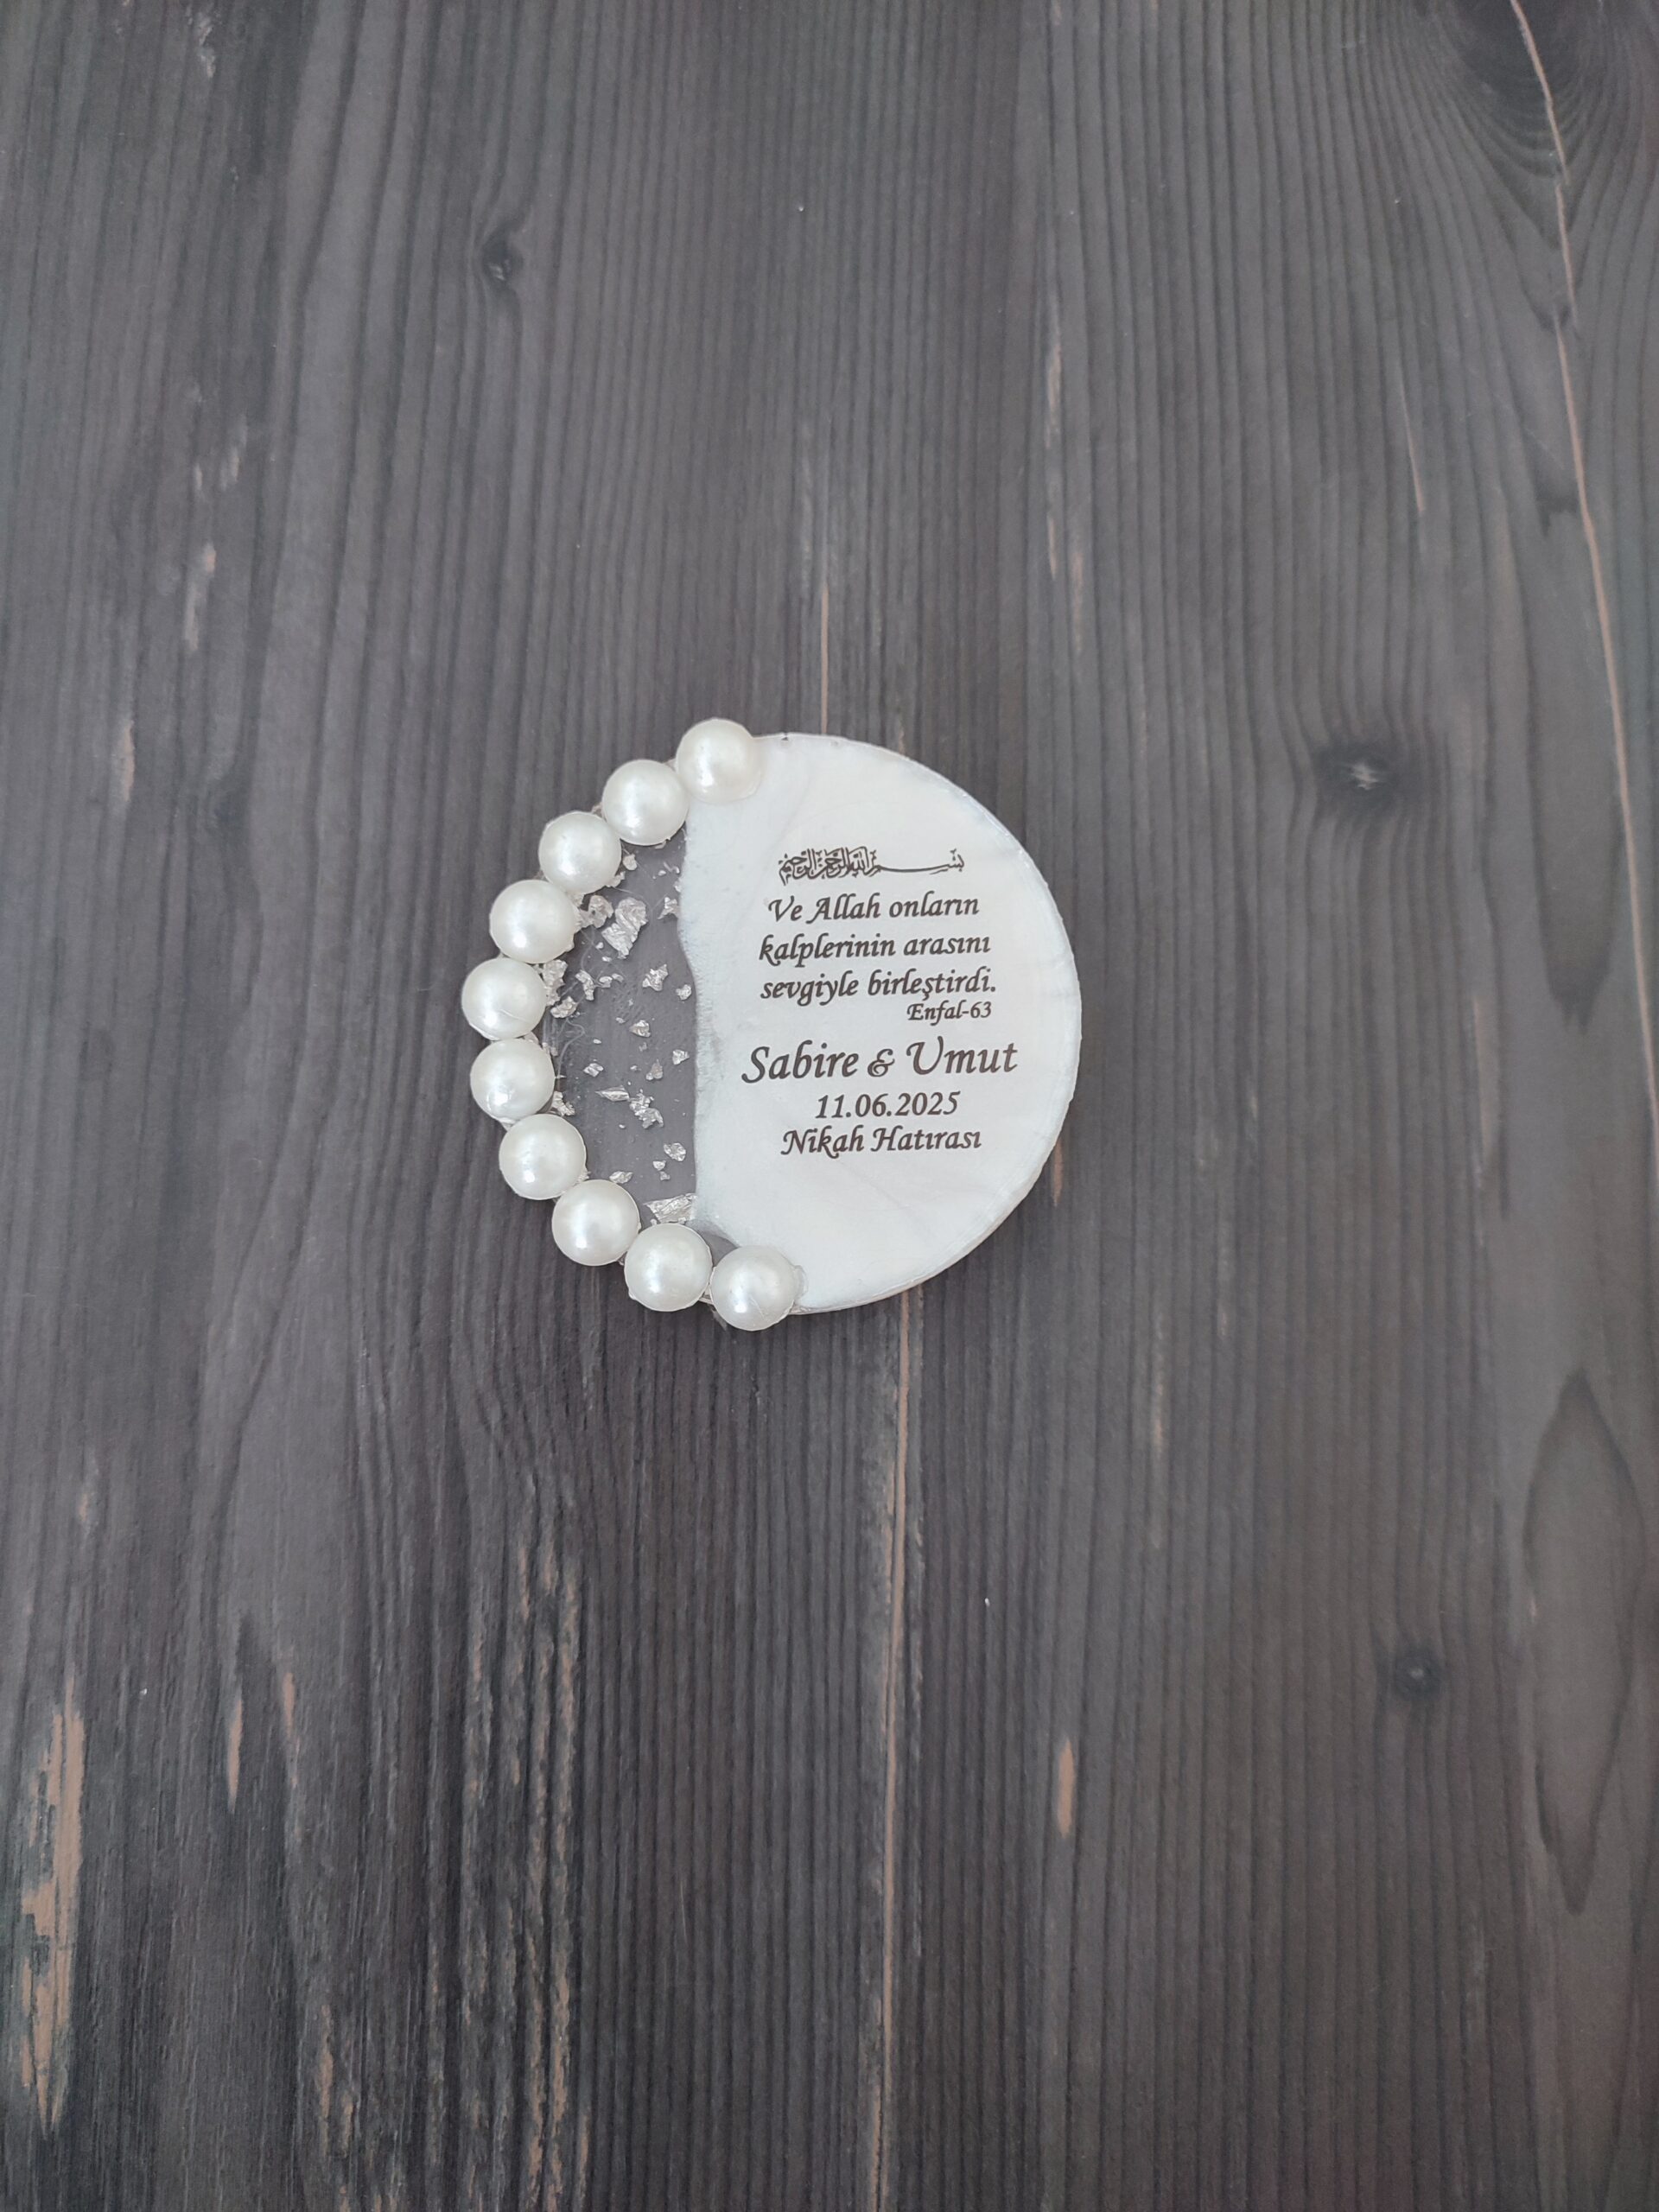 بسم الله الرحمن الرحيم
Ve Allah onların
kalplerinin arasını
sevgiyle birleştirdi.
Enfal-63
Sabire & Umut
11.06.2025
Nikah Hatırası